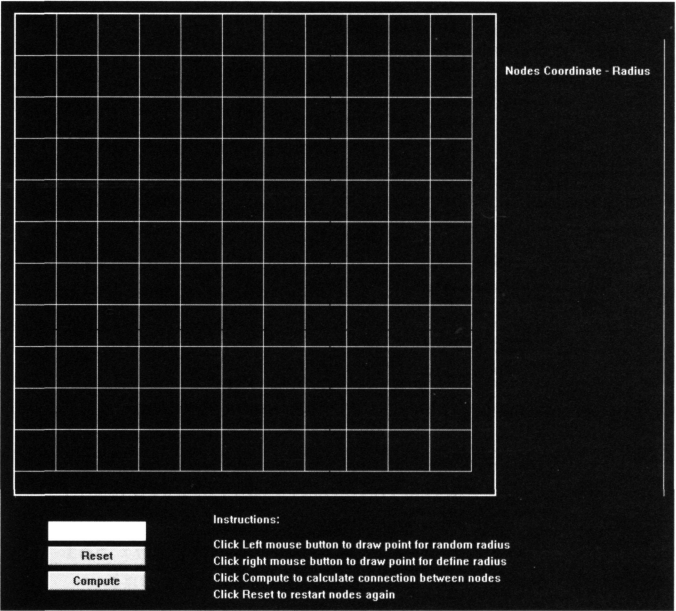 Nodes Coordinate - Radius
Instructions:
Click Left mouse button to draw point for random radius
Click right mouse button to draw point for define radius
Click Compute to calculate connection between nodes
Click Reset to restart nodes again
Reset
Compute